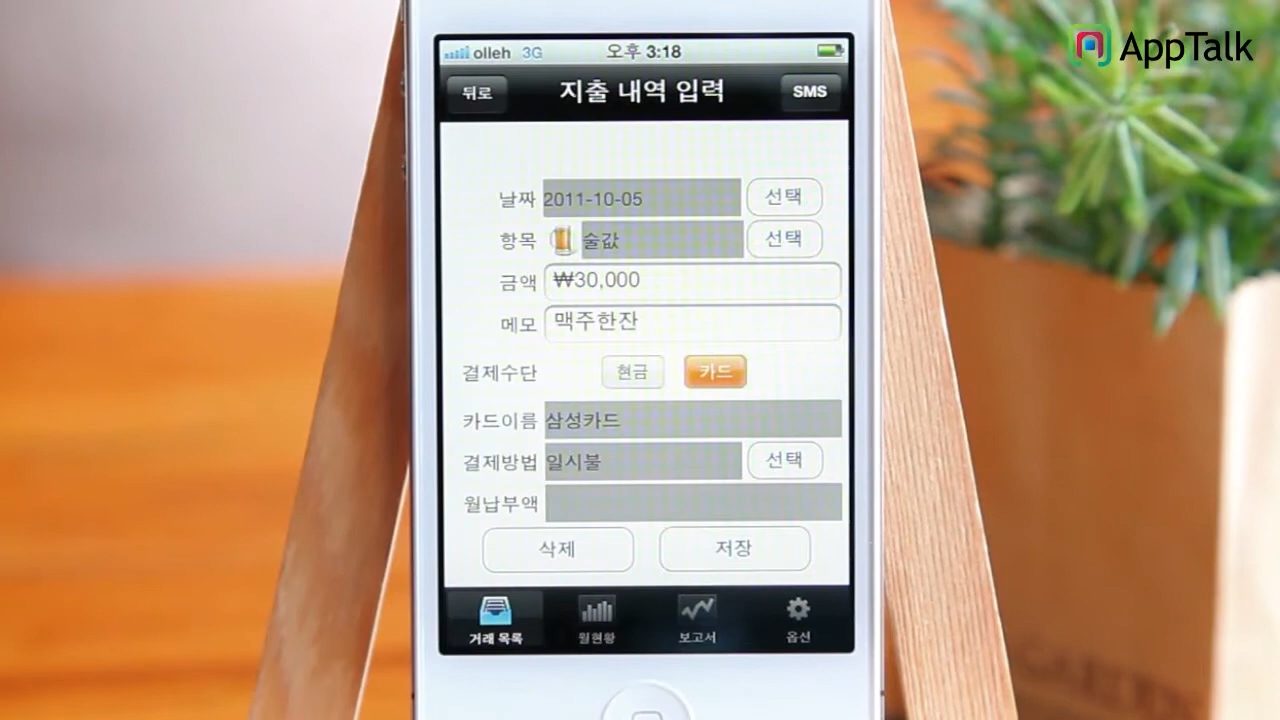 AppTalk
olleh 3G 오후 3:18
뒤로 지출 내역 입력 SMS
날짜 2011-10-05 선택
항목 술값 선택
금액 ₩30,000
메모 맥주한잔
결제수단 현금 카드
카드이름 삼성카드
결제방법 일시불 선택
월납부액
삭제 저장
거래 목록 월현황 보고서 옵션